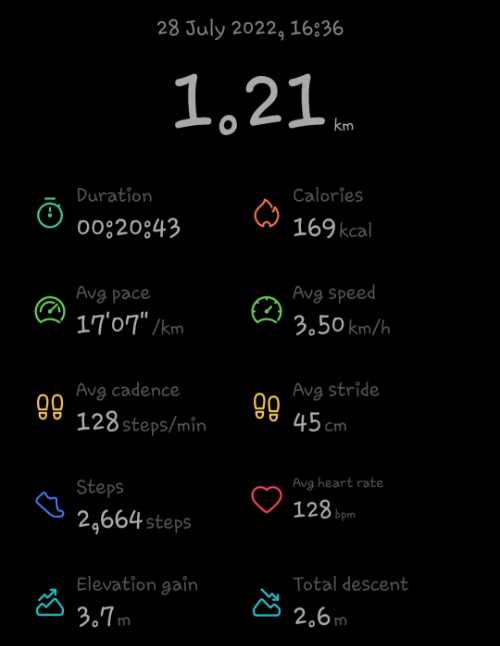 28 July 2022, 16:36
1.21 km
Duration
00:20:43
Calories
169 kcal
Avg pace
17'07" /km
Avg speed
3.50 km/h
Avg cadence
128 steps/min
Avg stride
45 cm
Steps
2,664 steps
Avg heart rate
128 bpm
Elevation gain
3.7 m
Total descent
2.6 m